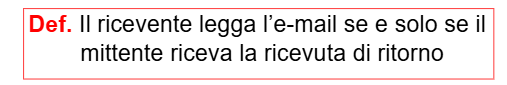 Def. Il ricevente legga l’e-mail se e solo se il
mittente riceva la ricevuta di ritorno